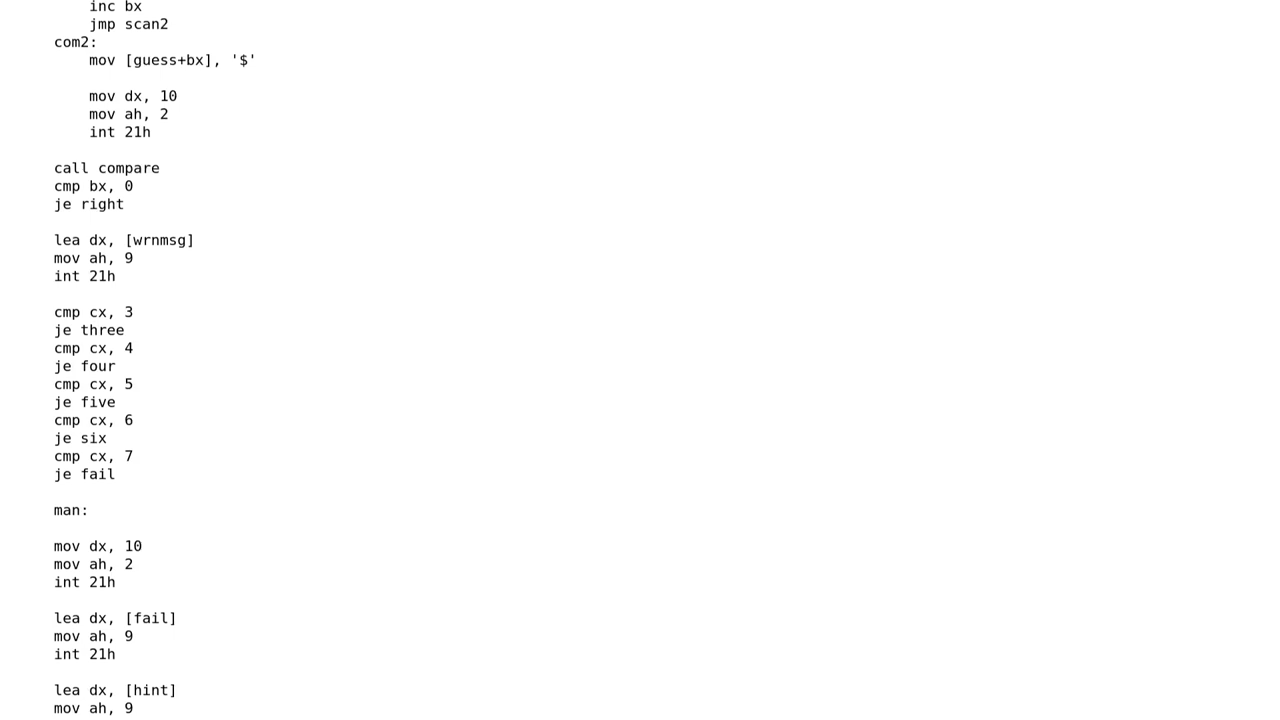 inc bx
jmp scan2
com2:
mov [guess+bx], '$'
mov dx, 10
mov ah, 2
int 21h
call compare
cmp bx, 0
je right
lea dx, [wrnmsg]
mov ah, 9
int 21h
cmp cx, 3
je three
cmp cx, 4
je four
cmp cx, 5
je five
cmp cx, 6
je six
cmp cx, 7
je fail
man:
mov dx, 10
mov ah, 2
int 21h
lea dx, [fail]
mov ah, 9
int 21h
lea dx, [hint]
mov ah, 9